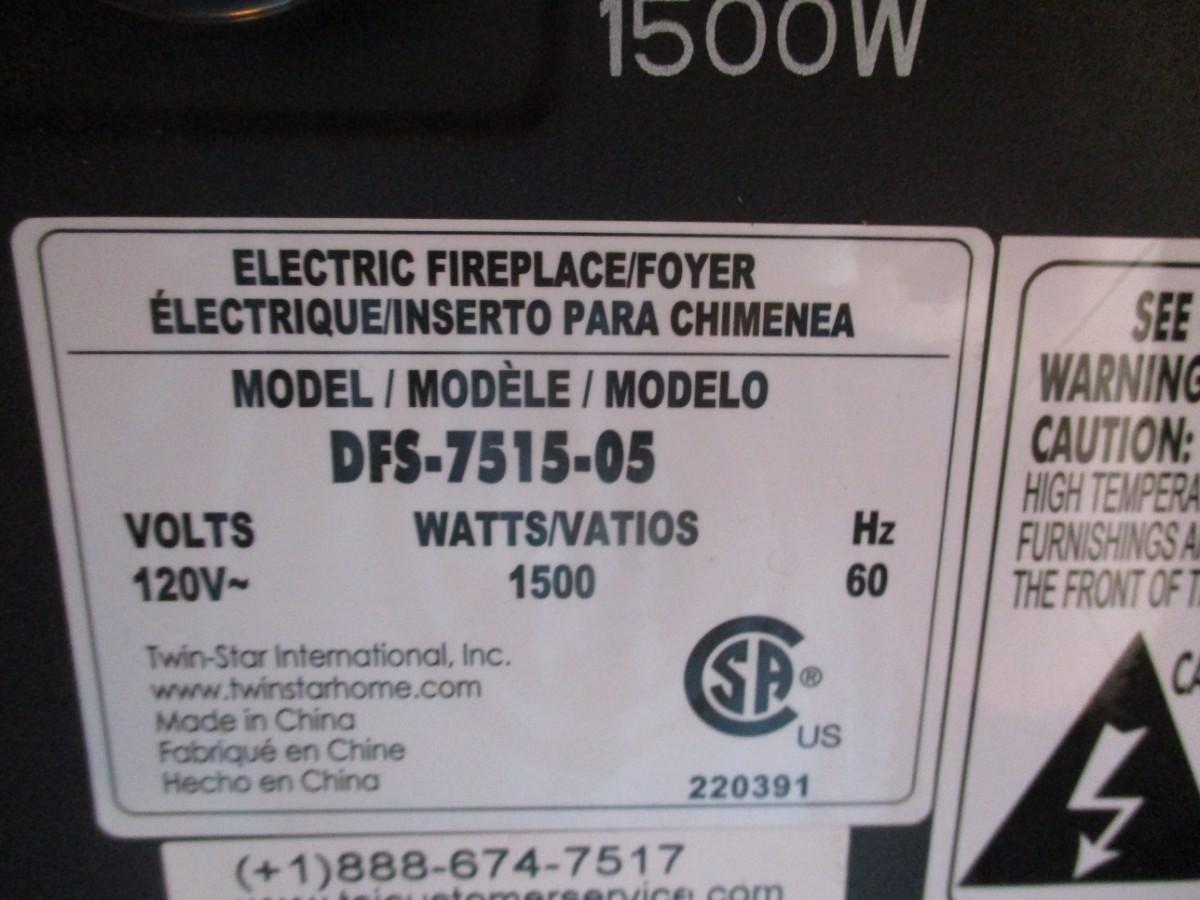 1500W
ELECTRIC FIREPLACE/FOYER
ÉLECTRIQUE/INSERTO PARA CHIMENEA
MODEL / MODÈLE / MODELO
DFS-7515-05
VOLTS WATTS/VATIOS Hz
120V~ 1500 60
Twin-Star International, Inc.
www.twinstarhome.com
Made in China
Fabriqué en Chine
Hecho en China
CSA®
US
220391
(+1)888-674-7517
SEE
WARNING
CAUTION:
HIGH
FURNISHINGS
THE FRONT OF